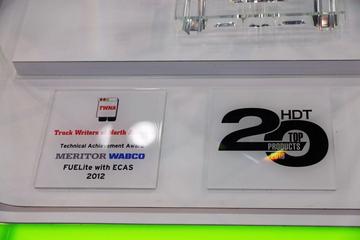 TWNA
Truck Writers of North
Technical Achievement Award
MERITOR WABCO
FUELite with ECAS
2012
HDT
20
TOP
PRODUCTS